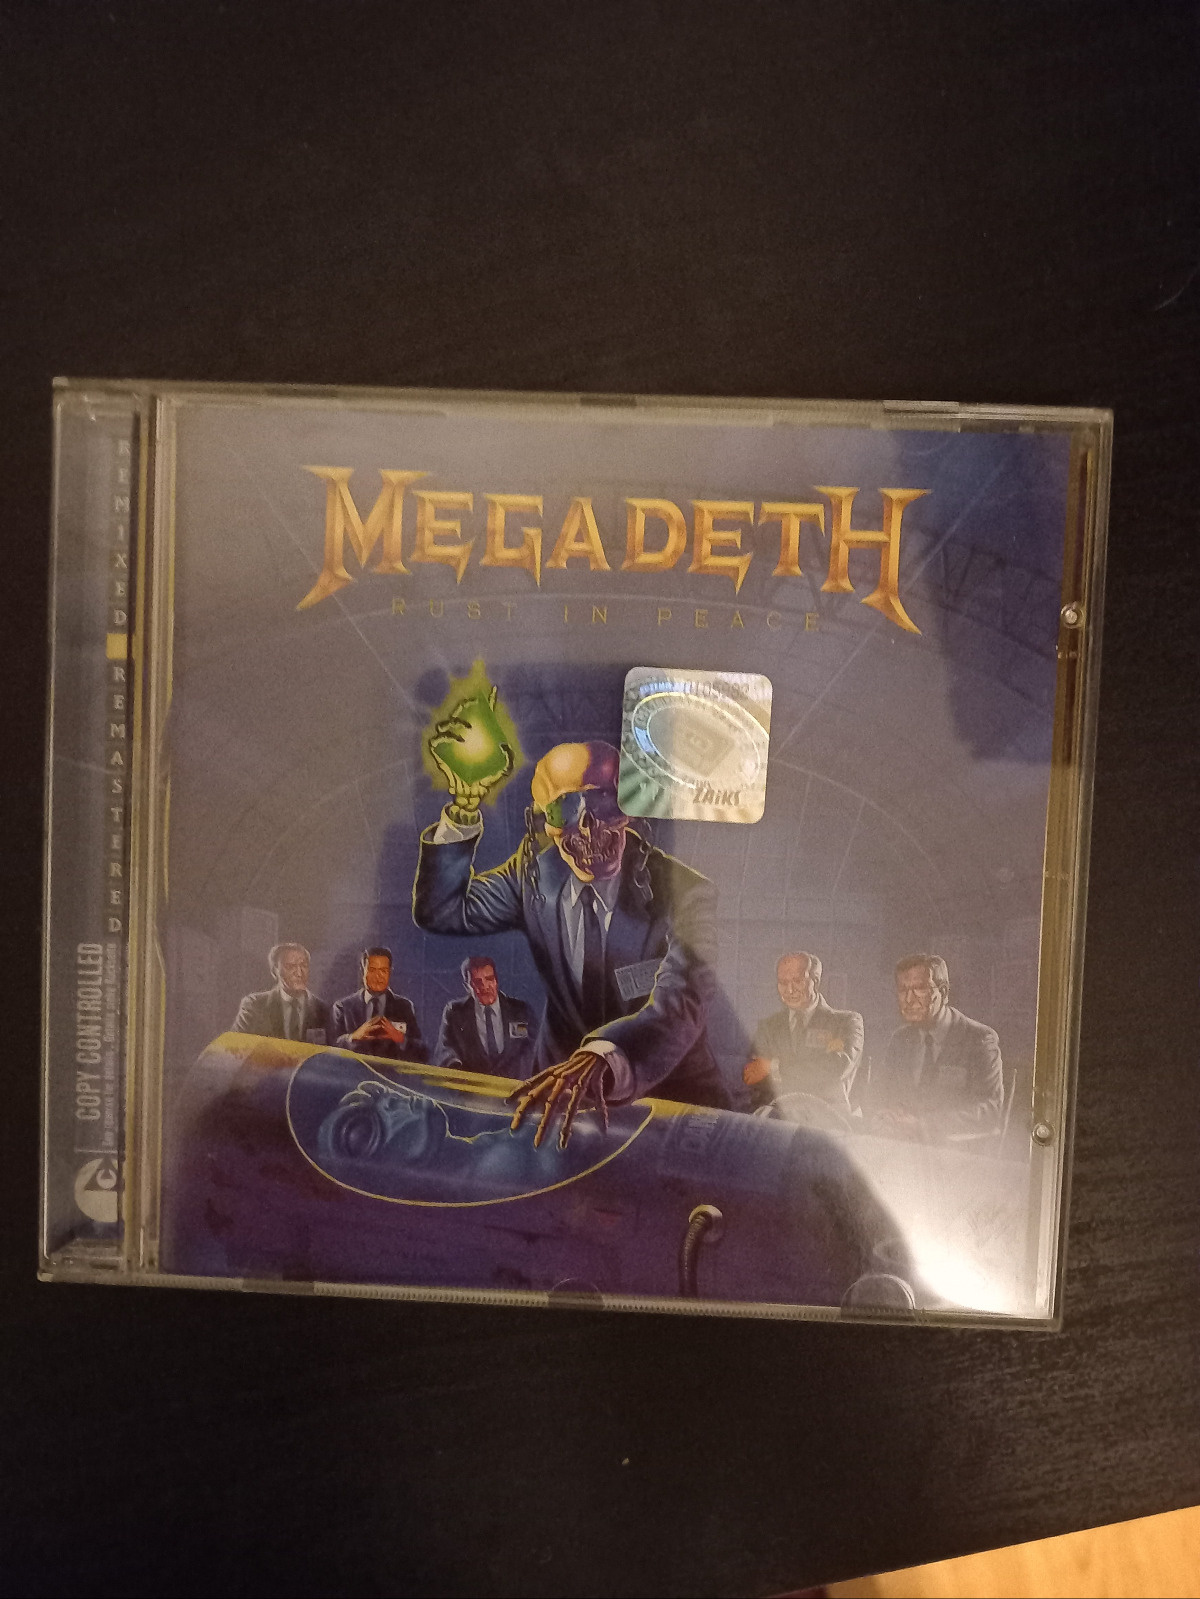 MEGADETH
RUST IN PEACE
ZAiKS
REMIXED REMASTERED
COPY CONTROLLED